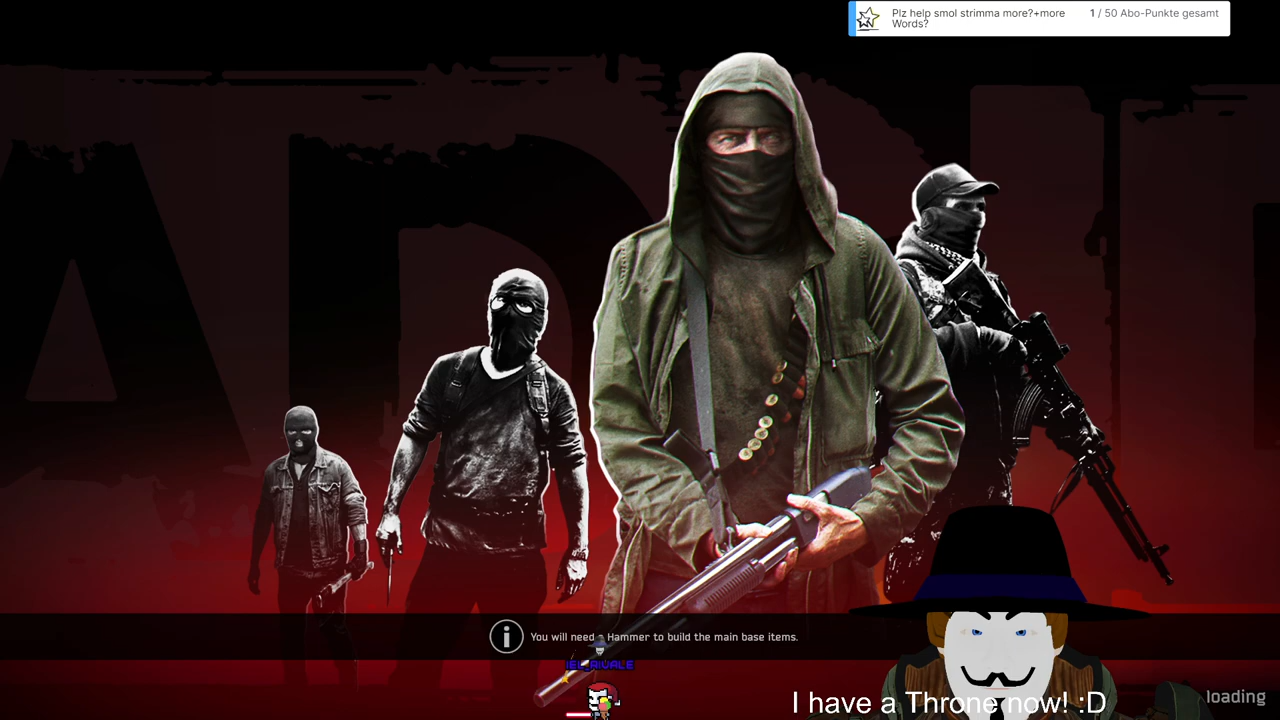 Plz help smol strimma more?+more
Words?
1 / 50 Abo-Punkte gesamt
You will need a Hammer to build the main base items.
I have a Throne now! :D
loading